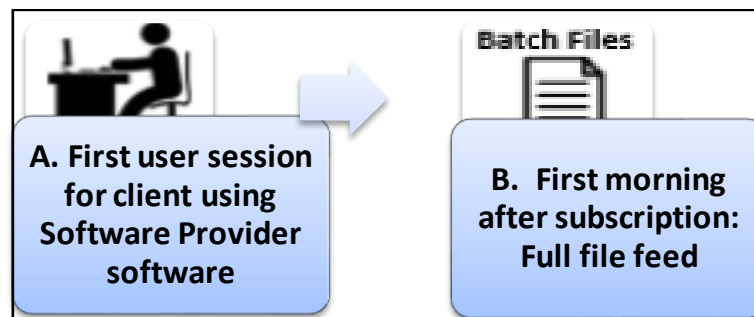 Batch Files
A. First user session
for client using
Software Provider
software
B. First morning
after subscription:
Full file feed